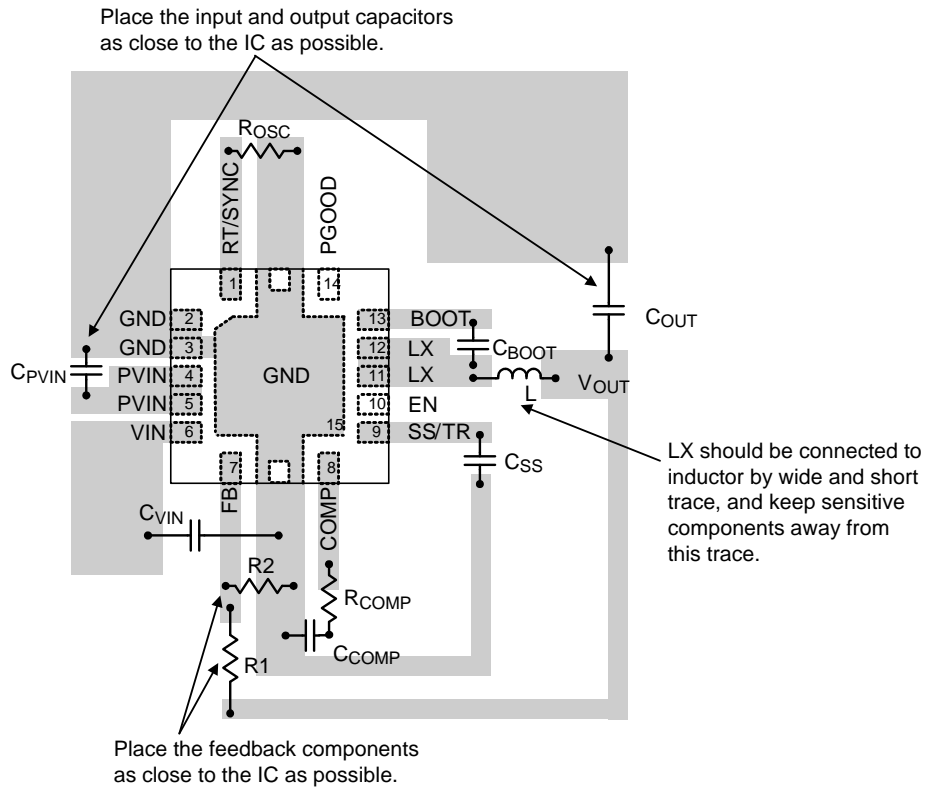 Place the input and output capacitors
as close to the IC as possible.
ROSC
RT/SYNC
PGOOD
1
14
GND
2
13
BOOT
GND
3
12
LX
CBOOT
COUT
CPVIN
PVIN
4
GND
11
LX
L
VOUT
PVIN
5
10
EN
VIN
6
15
9
SS/TR
7
8
CSS
FB
COMP
LX should be connected to
inductor by wide and short
trace, and keep sensitive
components away from
this trace.
CVIN
R2
RCOMP
CCOMP
R1
Place the feedback components
as close to the IC as possible.